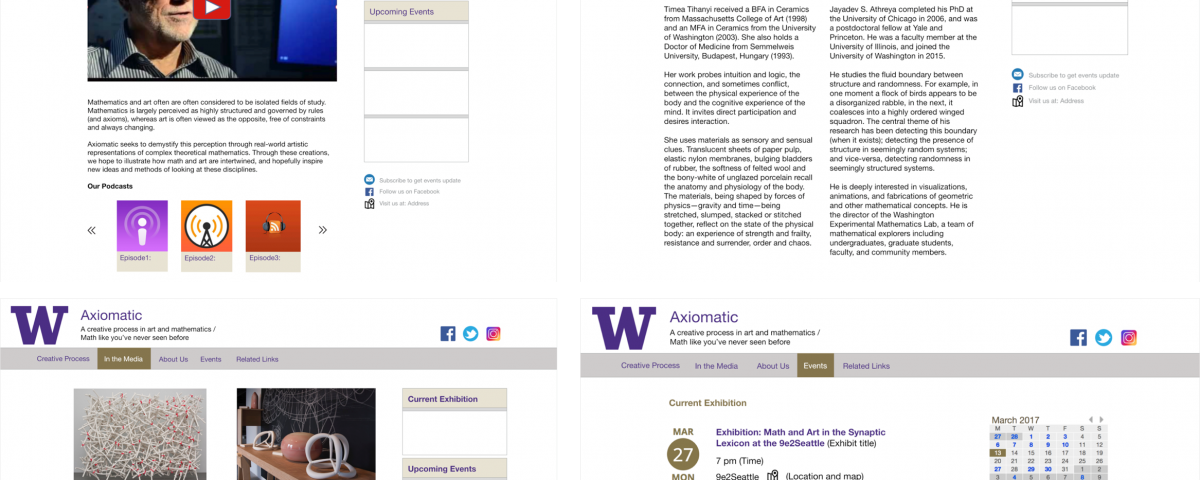 Upcoming Events
Mathematics and art often are often considered to be isolated fields of study.
Mathematics is largely perceived as highly structured and governed by rules
(and axioms), whereas art is often viewed as the opposite, free of constraints
and always changing.
Axiomatic seeks to demystify this perception through real-world artistic
representations of complex theoretical mathematics. Through these creations,
we hope to illustrate how math and art are intertwined, and hopefully inspire
new ideas and methods of looking at these disciplines.
Our Podcasts
Episode1:
Episode2:
Episode3:
Subscribe to get events update
Follow us on Facebook
Visit us at: Address
Timea Tihanyi received a BFA in Ceramics
from Massachusetts College of Art (1998)
and an MFA in Ceramics from the University
of Washington (2003). She also holds a
Doctor of Medicine from Semmelweis
University, Budapest, Hungary (1993).
Her work probes intuition and logic, the
connection, and sometimes conflict,
between the physical experience of the
body and the cognitive experience of the
mind. It invites direct participation and
desires interaction.
She uses materials as sensory and sensual
clues. Translucent sheets of paper pulp,
elastic nylon membranes, bulging bladders
of rubber, the softness of felted wool and
the bony-white of unglazed porcelain recall
the anatomy and physiology of the body.
The materials, being shaped by forces of
physics—gravity and time—being
stretched, slumped, stacked or stitched
together, reflect on the state of the physical
body: an experience of strength and frailty,
resistance and surrender, order and chaos.
Jayadev S. Athreya completed his PhD at
the University of Chicago in 2006, and was
a postdoctoral fellow at Yale and
Princeton. He was a faculty member at the
University of Illinois, and joined the
University of Washington in 2015.
He studies the fluid boundary between
structure and randomness. For example, in
one moment a flock of birds appears to be
a disorganized rabble, in the next, it
coalesces into a highly ordered winged
squadron. The central theme of his
research has been detecting this boundary
(when it exists); detecting the presence of
structure in seemingly random systems;
and vice-versa, detecting randomness in
seemingly structured systems.
He is deeply interested in visualizations,
animations, and fabrications of geometric
and other mathematical concepts. He is
the director of the Washington
Experimental Mathematics Lab, a team of
mathematical explorers including
undergraduates, graduate students,
faculty, and community members.
Subscribe to get events update
Follow us on Facebook
Visit us at: Address
W
Axiomatic
A creative process in art and mathematics /
Math like you've never seen before
Creative Process In the Media About Us Events Related Links
Current Exhibition
Upcoming Events
W
Axiomatic
A creative process in art and mathematics /
Math like you've never seen before
Creative Process In the Media About Us Events Related Links
Current Exhibition
MAR
27
MON
Exhibition: Math and Art in the Synaptic
Lexicon at the 9e2Seattle (Exhibit title)
7 pm (Time)
9e2Seattle (Location and map)
March 2017
M T W T F S S
27 28 1 2 3 4 5
6 7 8 9 10 11 12
13 14 15 16 17 18 19
20 21 22 23 24 25 26
27 28 29 30 31 1 2
3 4 5 6 7 8 9